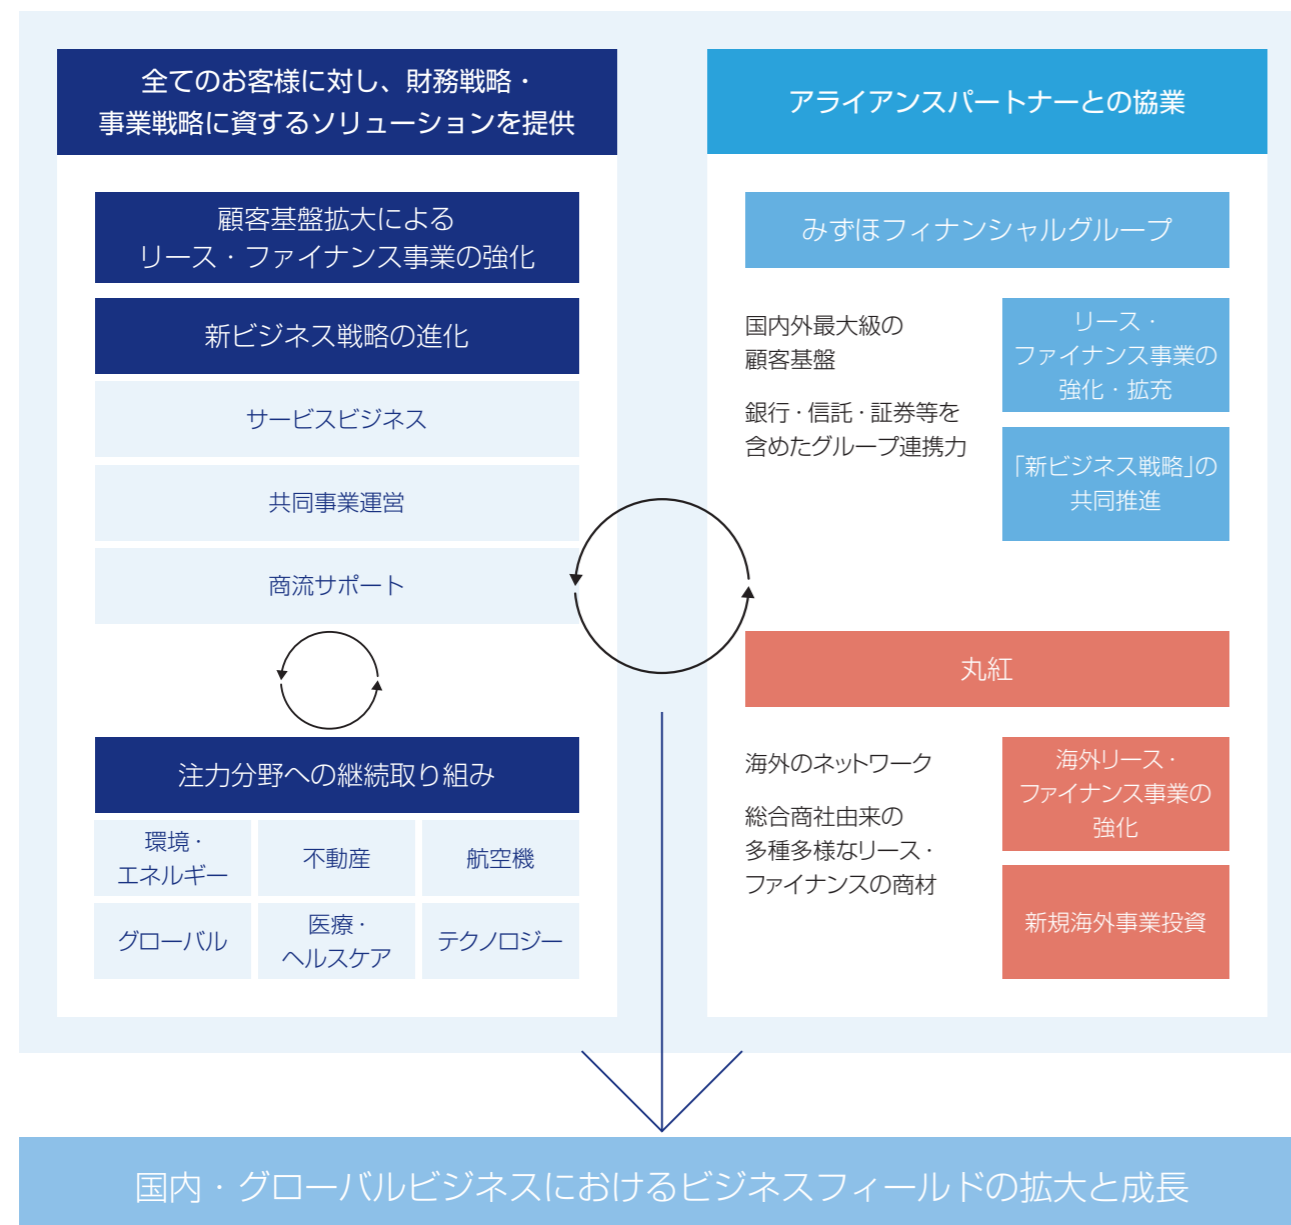 全てのお客様に対し、財務戦略・
事業戦略に資するソリューションを提供
顧客基盤拡大による
リース・ファイナンス事業の強化
新ビジネス戦略の進化
サービスビジネス
共同事業運営
商流サポート
注力分野への継続取り組み
環境・
エネルギー
不動産
航空機
グローバル
医療・
ヘルスケア
テクノロジー
アライアンスパートナーとの協業
みずほフィナンシャルグループ
国内外最大級の
顧客基盤
銀行・信託・証券等を
含めたグループ連携力
リース・
ファイナンス事業の
強化・拡充
「新ビジネス戦略」の
共同推進
丸紅
海外のネットワーク
総合商社由来の
多種多様なリース・
ファイナンスの商材
海外リース・
ファイナンス事業の
強化
新規海外事業投資
国内・グローバルビジネスにおけるビジネスフィールドの拡大と成長